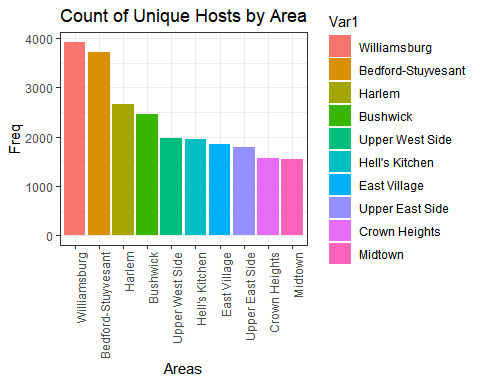 Count of Unique Hosts by Area
Freq
4000
3000
2000
1000
0
Williamsburg
Bedford-Stuyvesant
Harlem
Bushwick
Upper West Side
Hell's Kitchen
East Village
Upper East Side
Crown Heights
Midtown
Areas
Var1
Williamsburg
Bedford-Stuyvesant
Harlem
Bushwick
Upper West Side
Hell's Kitchen
East Village
Upper East Side
Crown Heights
Midtown